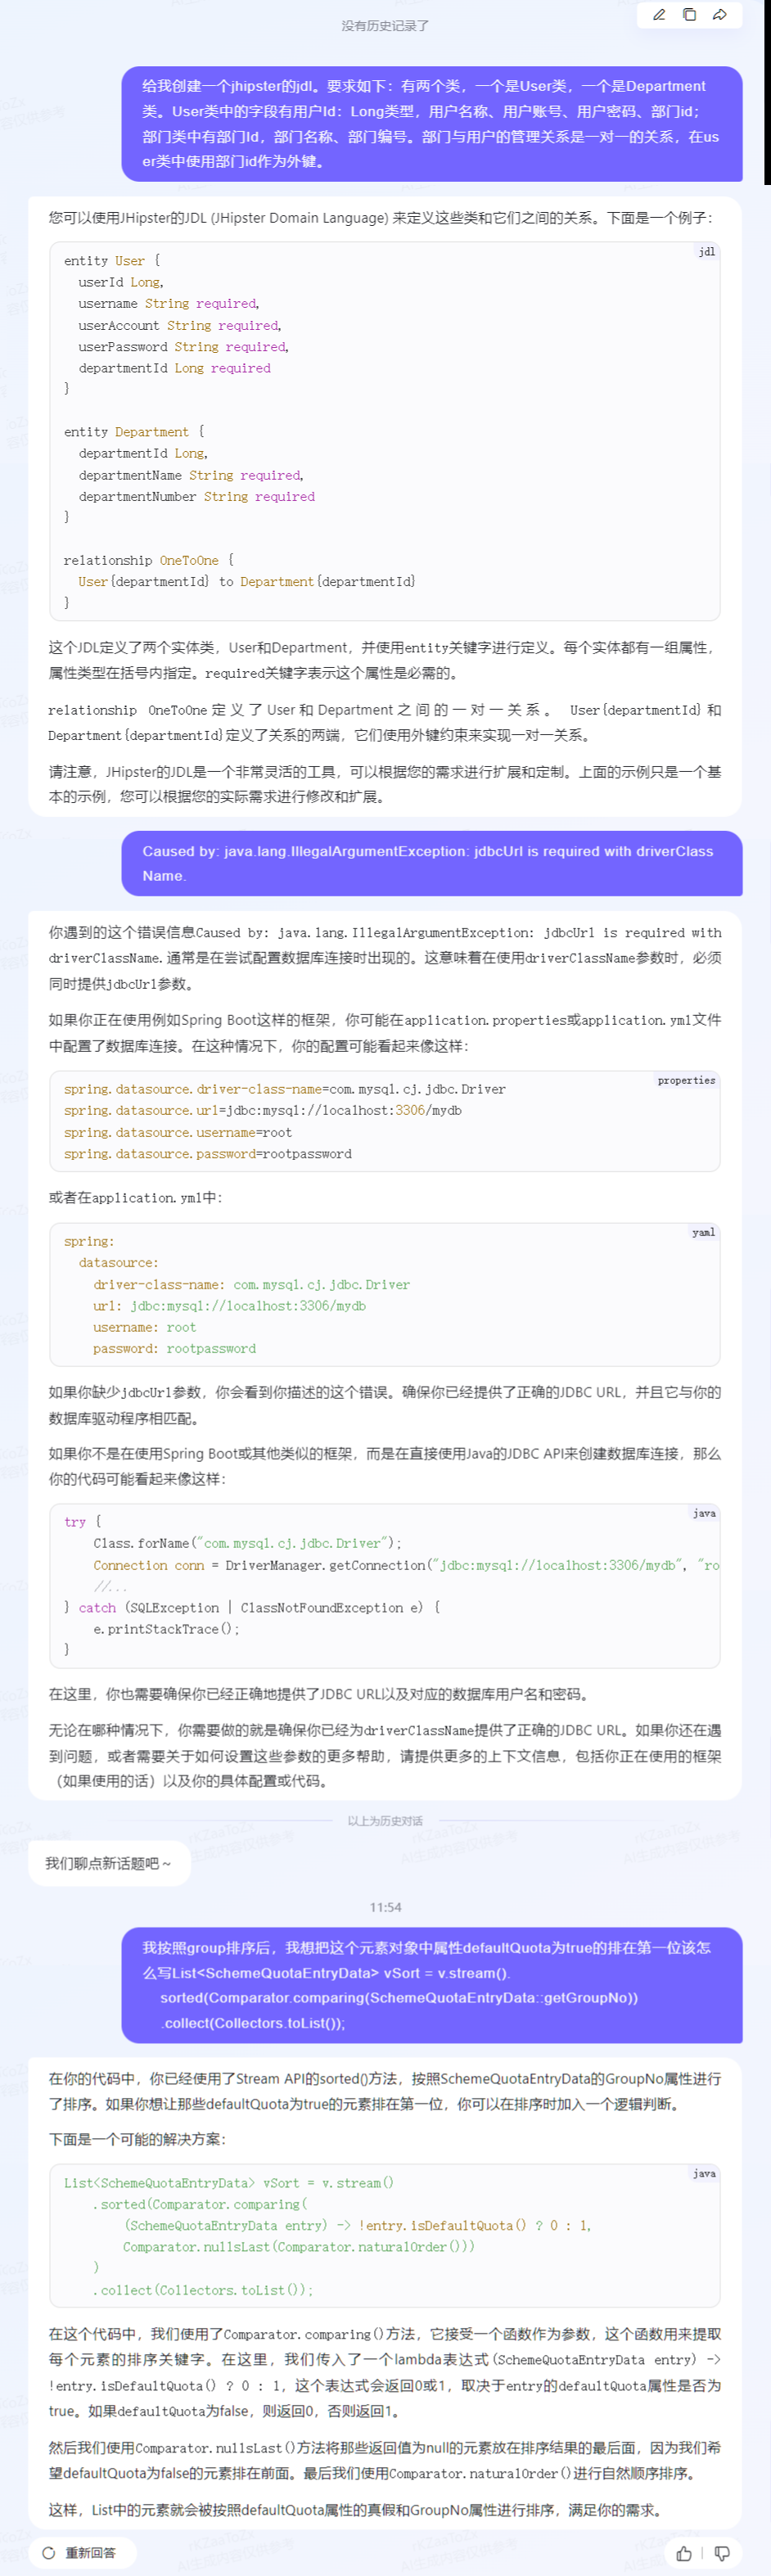 没有历史记录了
给我创建一个jhipster的jdl。要求如下：有两个类，一个是User类，一个是Department
类。User类中的字段有用户Id：Long类型，用户名称、用户账号、用户密码、部门id；
部门类中有部门Id，部门名称、部门编号。部门与用户的管理关系是一对一的关系，在us
er类中使用部门id作为外键。
您可以使用JHipster的JDL (JHipster Domain Language) 来定义这些类和它们之间的关系。下面是一个例子：
jdl
entity User {
  userId Long,
  username String required,
  userAccount String required,
  userPassword String required,
  departmentId Long required
}
entity Department {
  departmentId Long,
  departmentName String required,
  departmentNumber String required
}
relationship OneToOne {
  User{departmentId} to Department{departmentId}
}
这个JDL定义了两个实体类，User和Department，并使用entity关键字进行定义。每个实体都有一组属性，
属性类型在括号内指定。required关键字表示这个属性是必需的。
relationship OneToOne定义了User和Department之间的一对一关系。 User{departmentId}和
Department{departmentId}定义了关系的两端，它们使用外键约束来实现一对一关系。
请注意，JHipster的JDL是一个非常灵活的工具，可以根据您的需求进行扩展和定制。上面的示例只是一个基
本的示例，您可以根据您的实际需求进行修改和扩展。
Caused by: java.lang.IllegalArgumentException: jdbcUrl is required with driverClass
Name.
你遇到的这个错误信息Caused by: java.lang.IllegalArgumentException: jdbcUrl is required with
driverClassName.通常是在尝试配置数据库连接时出现的。这意味着在使用driverClassName参数时，必须
同时提供jdbcUrl参数。
如果你正在使用例如Spring Boot这样的框架，你可能在application.properties或application.yml文件
中配置了数据库连接。在这种情况下，你的配置可能看起来像这样：
properties
spring.datasource.driver-class-name=com.mysql.cj.jdbc.Driver
spring.datasource.url=jdbc:mysql://localhost:3306/mydb
spring.datasource.username=root
spring.datasource.password=rootpassword
或者在application.yml中：
yaml
spring:
  datasource:
    driver-class-name: com.mysql.cj.jdbc.Driver
    url: jdbc:mysql://localhost:3306/mydb
    username: root
    password: rootpassword
如果你缺少jdbcUrl参数，你会看到你描述的这个错误。确保你已经提供了正确的JDBC URL，并且它与你的
数据库驱动程序相匹配。
如果你不是在使用Spring Boot或其他类似的框架，而是在直接使用Java的JDBC API来创建数据库连接，那么
你的代码可能看起来像这样：
java
try {
    Class.forName("com.mysql.cj.jdbc.Driver");
    Connection conn = DriverManager.getConnection("jdbc:mysql://localhost:3306/mydb", "ro
    //...
} catch (SQLException | ClassNotFoundException e) {
    e.printStackTrace();
}
在这里，你也需要确保你已经正确地提供了JDBC URL以及对应的数据库用户名和密码。
无论在哪种情况下，你需要做的就是确保你已经为driverClassName提供了正确的JDBC URL。如果你还在遇
到问题，或者需要关于如何设置这些参数的更多帮助，请提供更多的上下文信息，包括你正在使用的框架
（如果使用的话）以及你的具体配置或代码。
以上为历史对话
我们聊点新话题吧～
11:54
我按照group排序后，我想把这个元素对象中属性defaultQuota为true的排在第一位该怎
么写List<SchemeQuotaEntryData> vSort = v.stream().
sorted(Comparator.comparing(SchemeQuotaEntryData::getGroupNo))
.collect(Collectors.toList());
在你的代码中，你已经使用了Stream API的sorted()方法，按照SchemeQuotaEntryData的GroupNo属性进行
了排序。如果你想让那些defaultQuota为true的元素排在第一位，你可以在排序时加入一个逻辑判断。
下面是一个可能的解决方案：
java
List<SchemeQuotaEntryData> vSort = v.stream()
    .sorted(Comparator.comparing(
        (SchemeQuotaEntryData entry) -> !entry.isDefaultQuota() ? 0 : 1,
        Comparator.nullsLast(Comparator.naturalOrder()))
    )
    .collect(Collectors.toList());
在这个代码中，我们使用了Comparator.comparing()方法，它接受一个函数作为参数，这个函数用来提取
每个元素的排序关键字。在这里，我们传入了一个lambda表达式(SchemeQuotaEntryData entry) ->
!entry.isDefaultQuota() ? 0 : 1，这个表达式会返回0或1，取决于entry的defaultQuota属性是否为
true。如果defaultQuota为false，则返回0，否则返回1。
然后我们使用Comparator.nullsLast()方法将那些返回值为null的元素放在排序结果的最后面，因为我们希
望defaultQuota为false的元素排在前面。最后我们使用Comparator.naturalOrder()进行自然顺序排序。
这样，List中的元素就会被按照defaultQuota属性的真假和GroupNo属性进行排序，满足你的需求。
重新回答